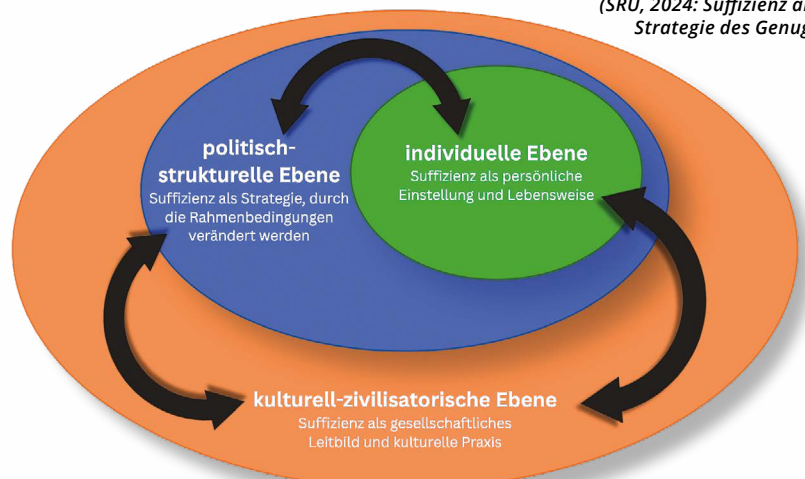 (SRU, 2024: Suffizienz
Strategie des Genug
politisch-
strukturelle Ebene
Suffizienz als Strategie, durch
die Rahmenbedingungen
verändert werden
individuelle Ebene
Suffizienz als persönliche
Einstellung und Lebensweise
kulturell-zivilisatorische Ebene
Suffizienz als gesellschaftliches
Leitbild und kulturelle Praxis